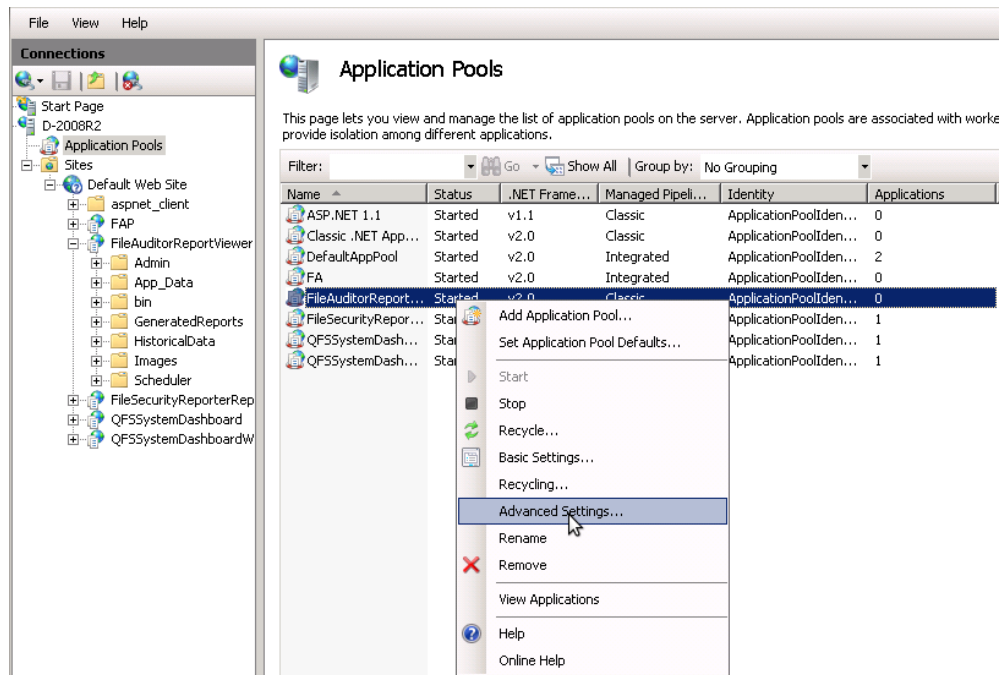 File View Help
Connections
Start Page
D-2008R2
Application Pools
Sites
Default Web Site
aspnet_client
FAP
FileAuditorReportViewer
Admin
App_Data
bin
GeneratedReports
HistoricalData
Images
Scheduler
FileSecurityReporterRep
QFSSystemDashboard
QFSSystemDashboardW
Application Pools
This page lets you view and manage the list of application pools on the server. Application pools are associated with worke
provide isolation among different applications.
Filter: Go Show All Group by: No Grouping
Name Status .NET Frame... Managed Pipeli... Identity Applications
ASP.NET 1.1 Started v1.1 Classic ApplicationPoolIden... 0
Classic .NET App... Started v2.0 Classic ApplicationPoolIden... 0
DefaultAppPool Started v2.0 Integrated ApplicationPoolIden... 2
FA Started v2.0 Integrated ApplicationPoolIden... 0
FileAuditorReport... Started v2.0 Classic ApplicationPoolIden... 0
FileSecurityRepor... Star ApplicationPoolIden... 1
QFSSystemDash... Star ApplicationPoolIden... 1
QFSSystemDash... Star ApplicationPoolIden... 1
Add Application Pool...
Set Application Pool Defaults...
Start
Stop
Recycle...
Basic Settings...
Recycling...
Advanced Settings...
Rename
Remove
View Applications
Help
Online Help